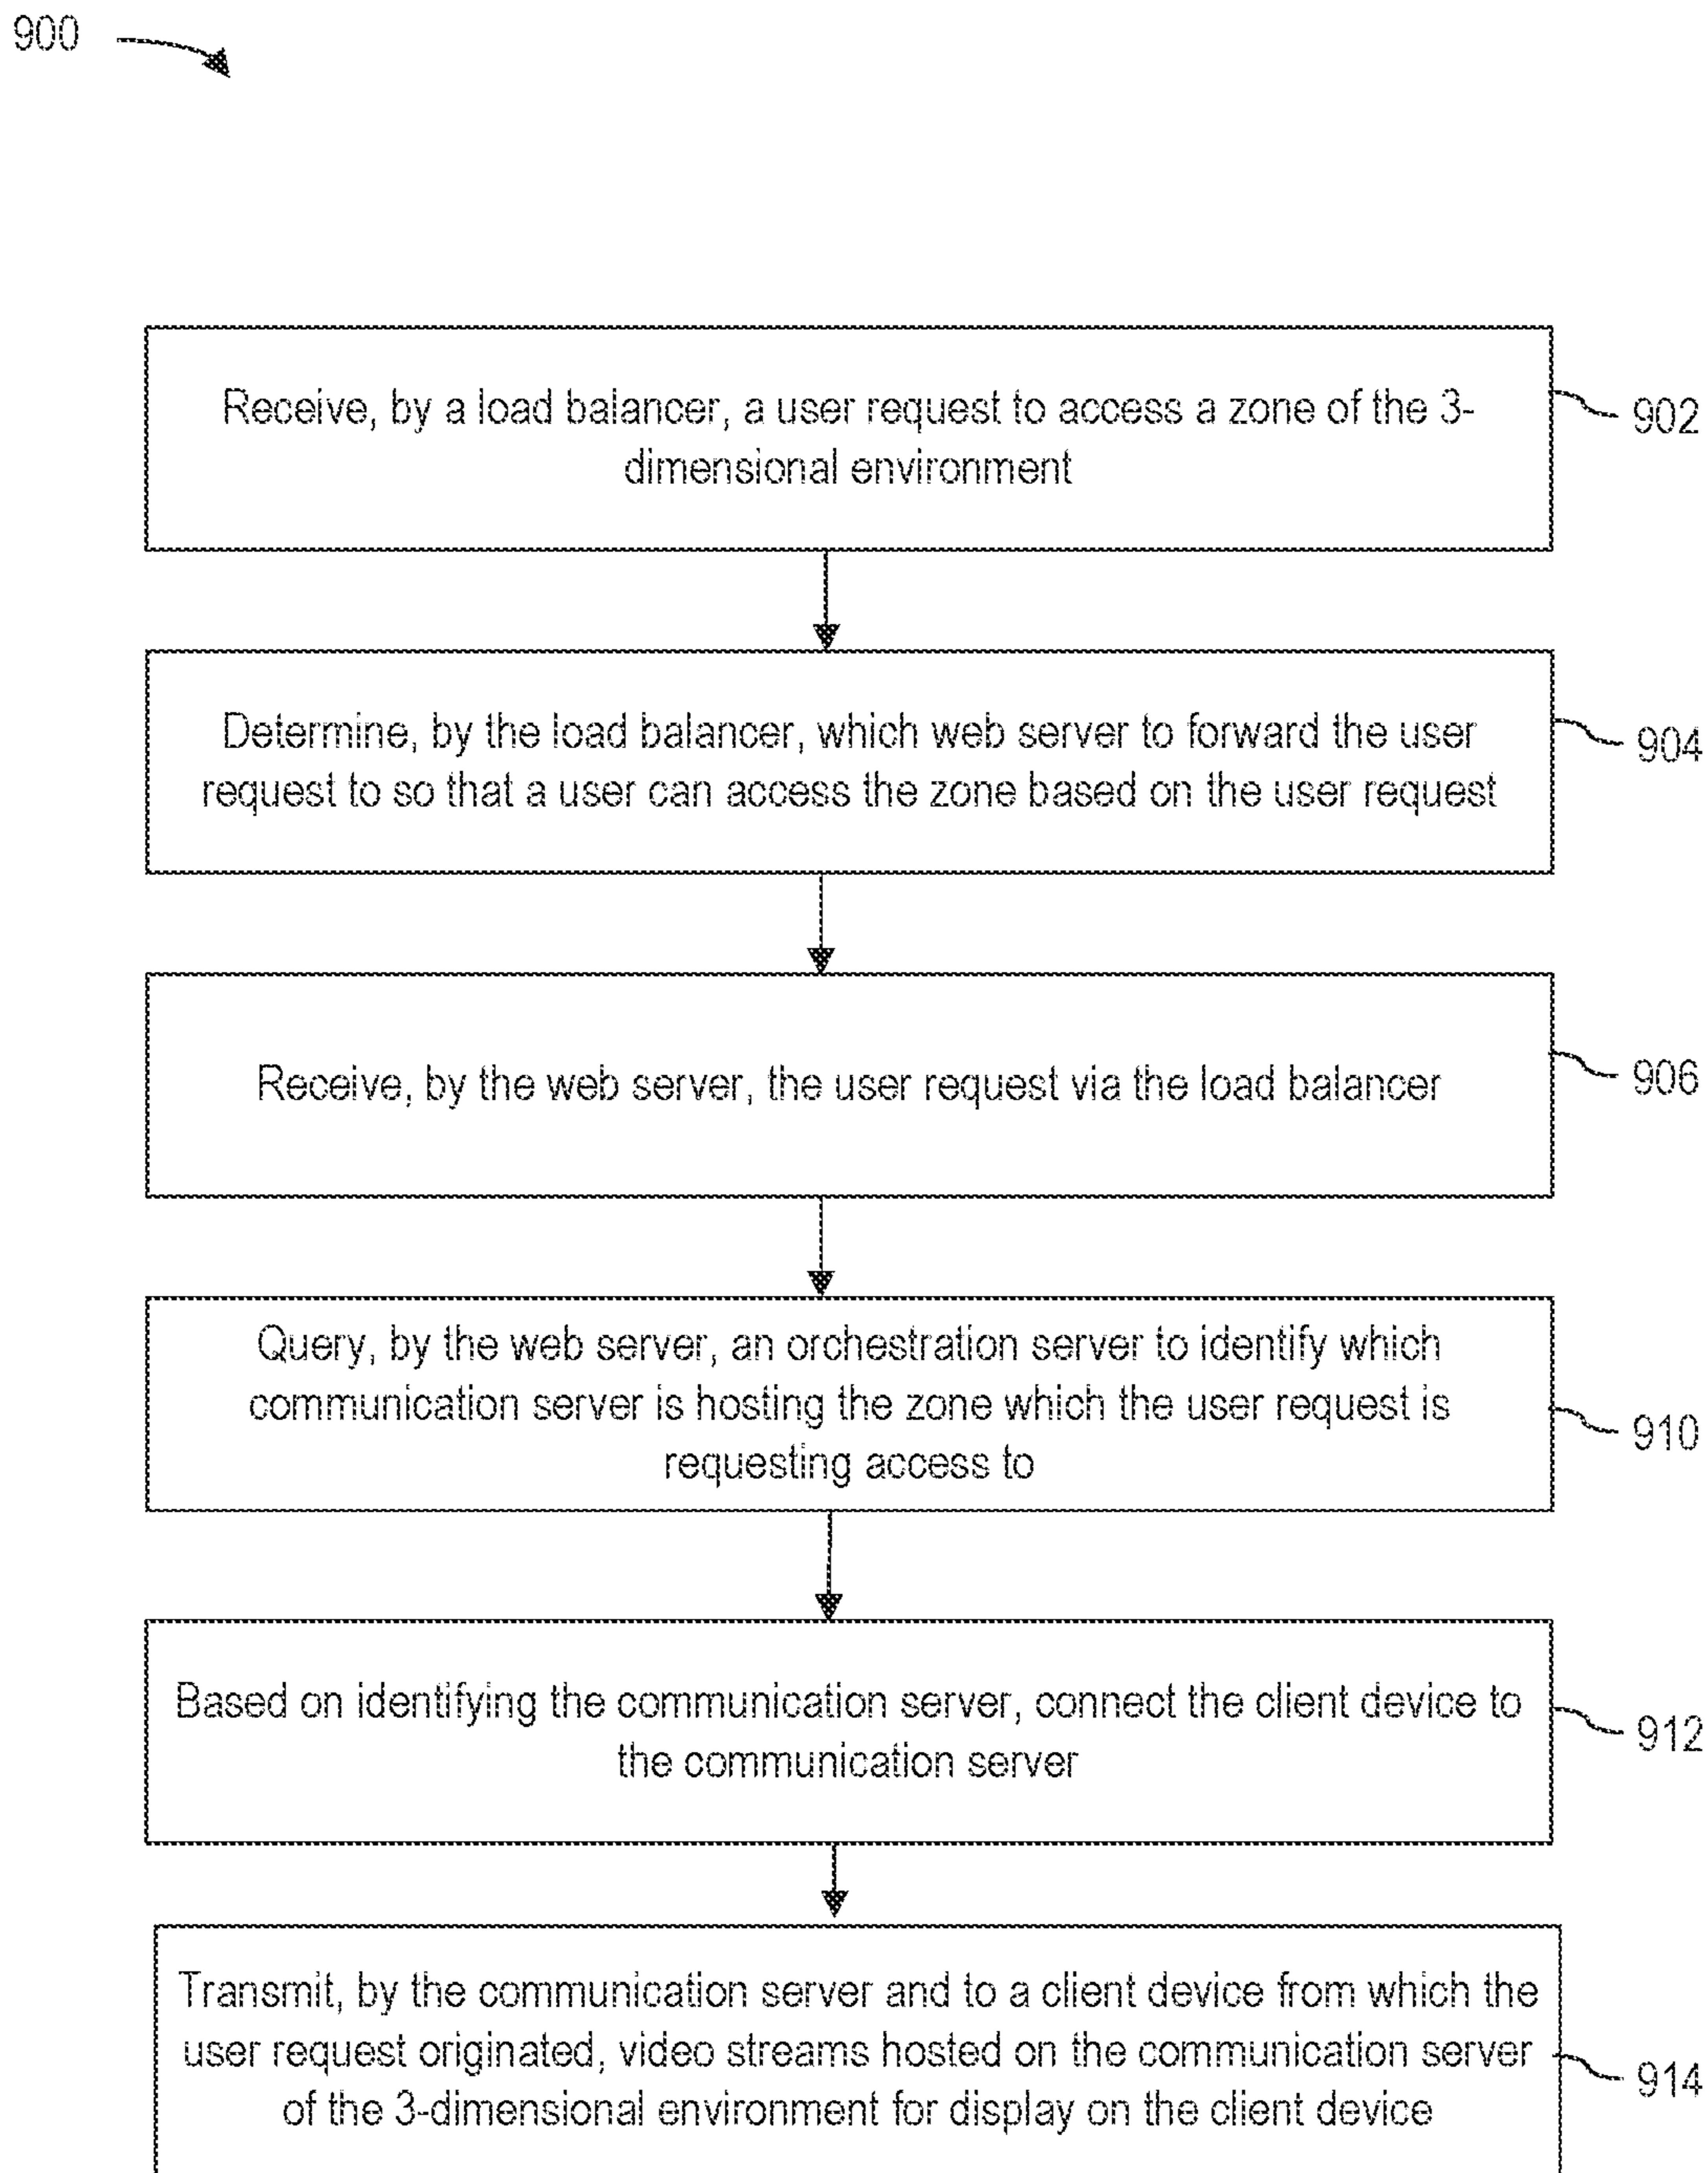 900
Receive, by a load balancer, a user request to access a zone of the 3-
dimensional environment
902
Determine, by the load balancer, which web server to forward the user
request to so that a user can access the zone based on the user request
904
Receive, by the web server, the user request via the load balancer
906
Query, by the web server, an orchestration server to identify which
communication server is hosting the zone which the user request is
requesting access to
910
Based on identifying the communication server, connect the client device to
the communication server
912
Transmit, by the communication server and to a client device from which the
user request originated, video streams hosted on the communication server
of the 3-dimensional environment for display on the client device
914